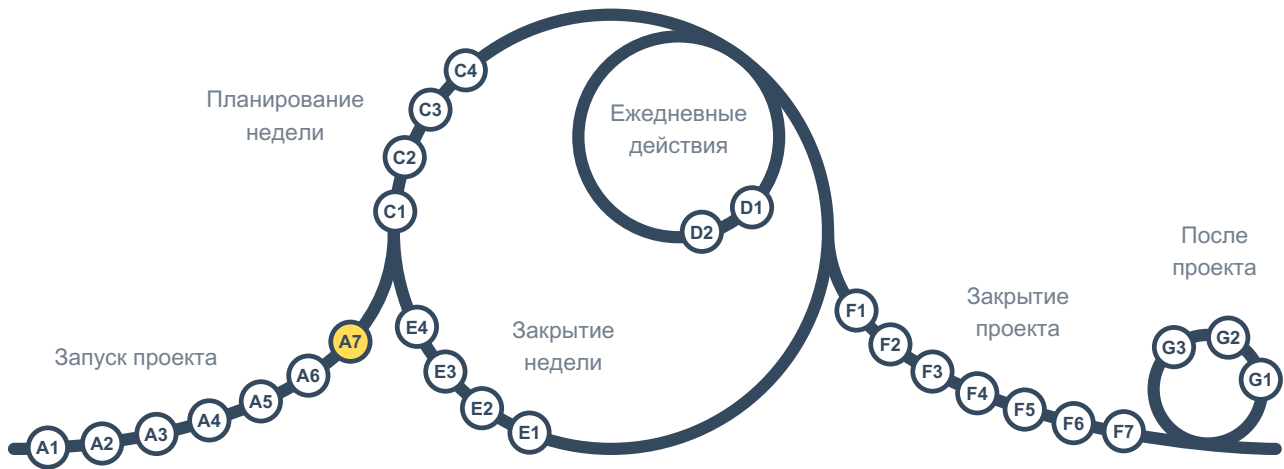 Запуск проекта
A1
A2
A3
A4
A5
A6
A7
Планирование
недели
C1
C2
C3
C4
Ежедневные
действия
D1
D2
Закрытие
недели
E1
E2
E3
E4
Закрытие
проекта
F1
F2
F3
F4
F5
F6
F7
После
проекта
G1
G2
G3